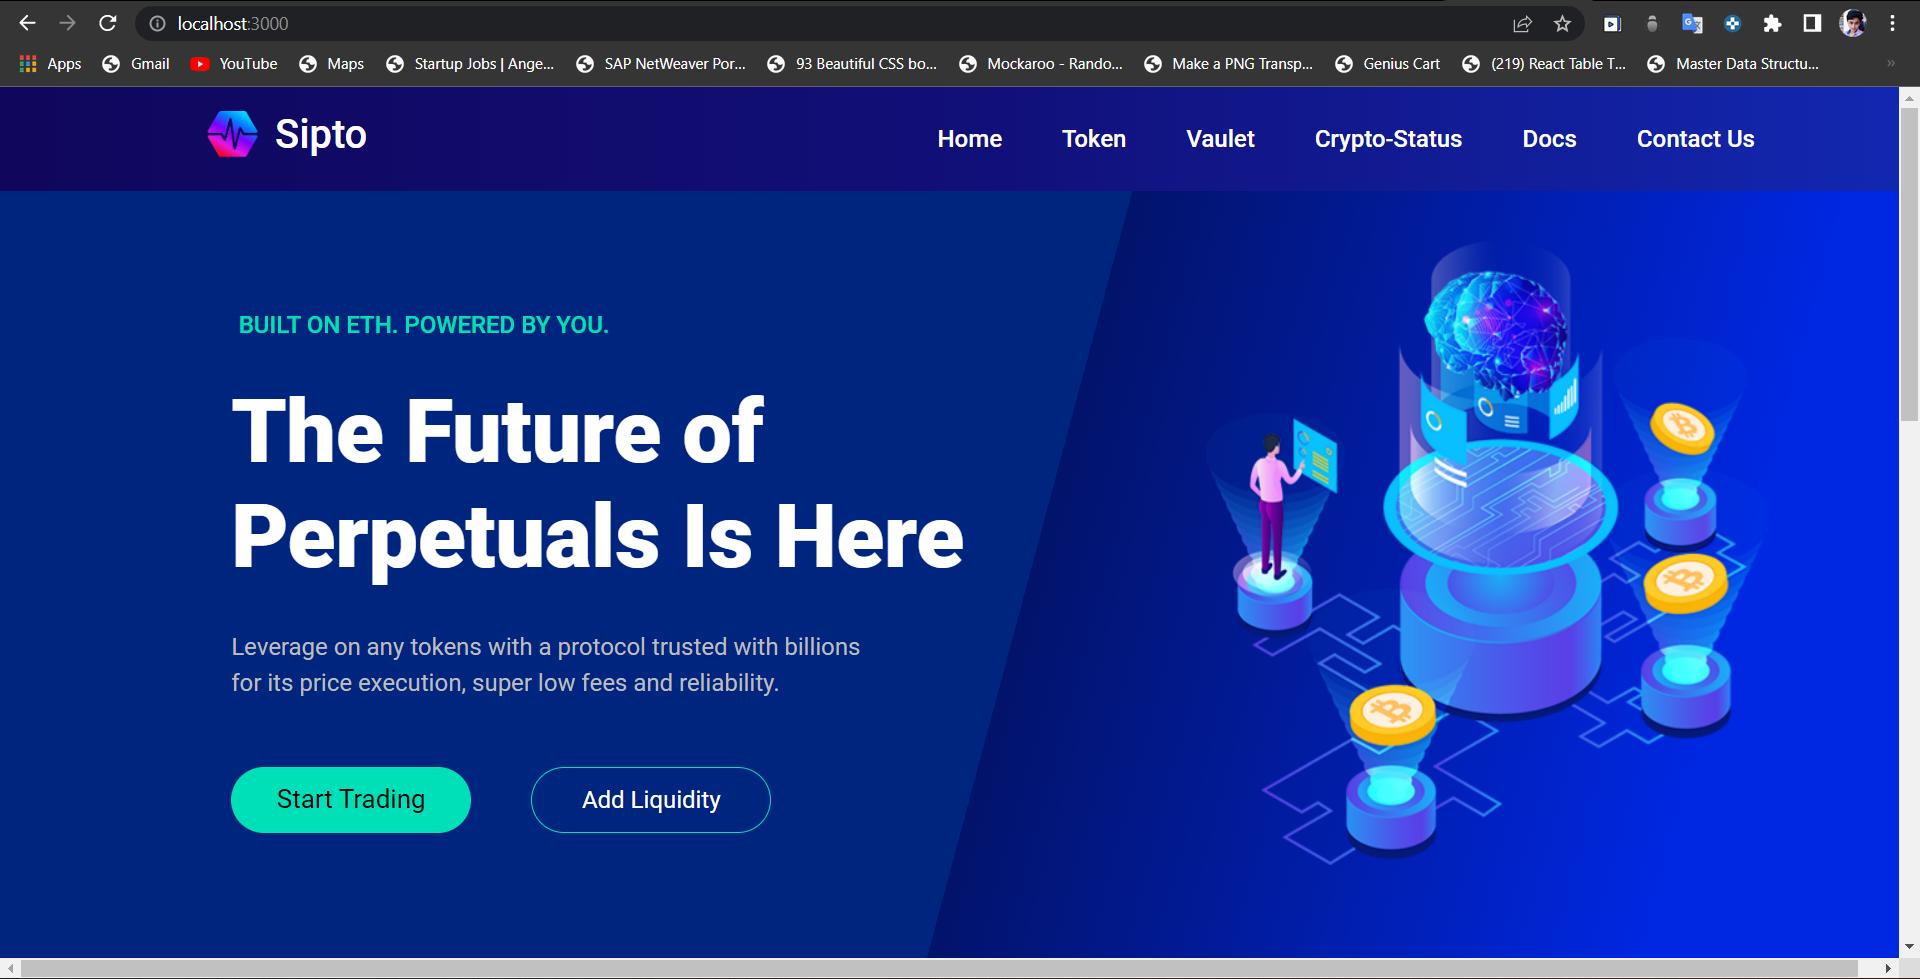 localhost:3000
Apps Gmail YouTube Maps Startup Jobs | Ange... SAP NetWeaver Por... 93 Beautiful CSS bo... Mockaroo - Rando... Make a PNG Transp... Genius Cart (219) React Table T... Master Data Structu... »
Sipto Home Token Vaulet Crypto-Status Docs Contact Us
BUILT ON ETH. POWERED BY YOU.
The Future of
Perpetuals Is Here
Leverage on any tokens with a protocol trusted with billions
for its price execution, super low fees and reliability.
Start Trading Add Liquidity